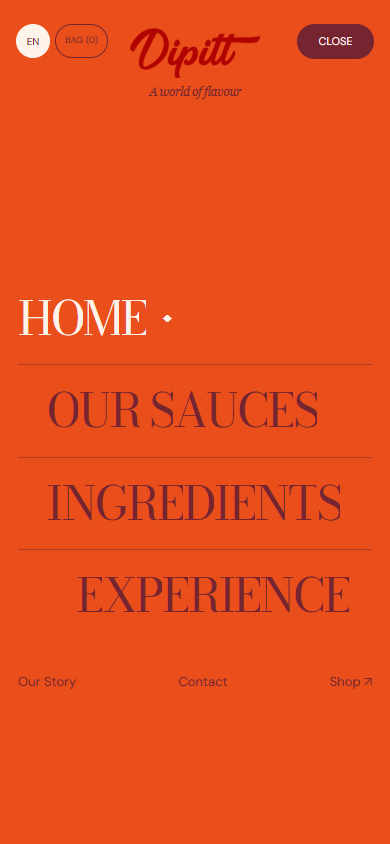 EN
BAG (0)
Dipitt
CLOSE
A world of flavour
HOME
OUR SAUCES
INGREDIENTS
EXPERIENCE
Our Story
Contact
Shop ↗